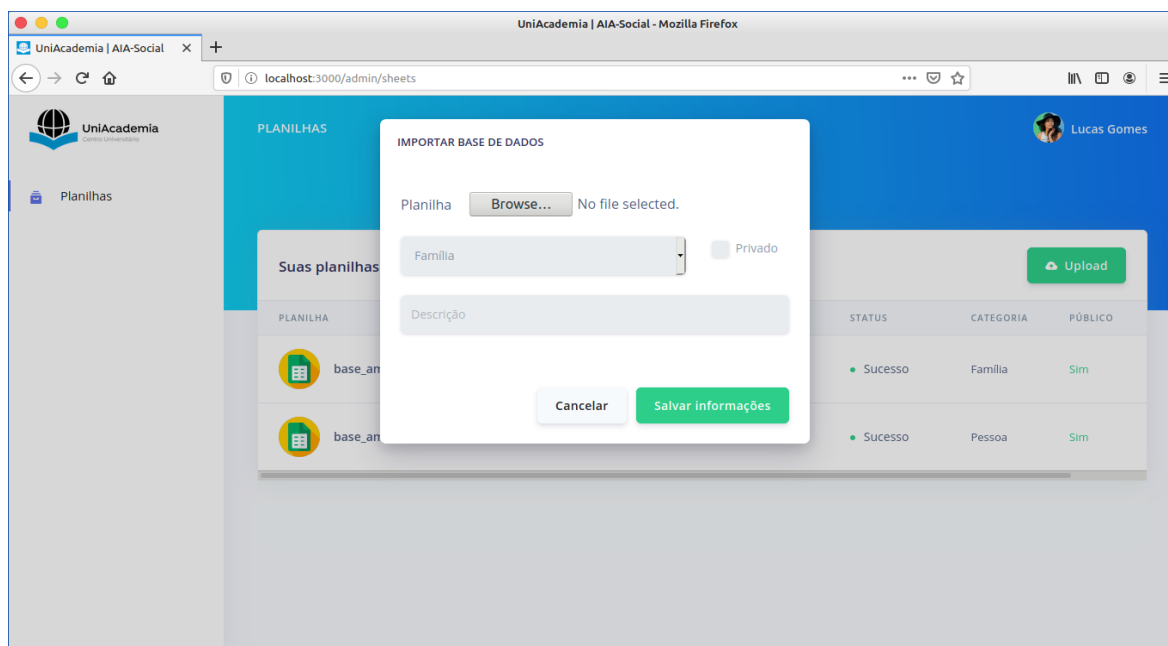 UniAcademia | AIA-Social - Mozilla Firefox
UniAcademia | AIA-Social
localhost:3000/admin/sheets
UniAcademia
Centro Universitário
PLANILHAS
Lucas Gomes
IMPORTAR BASE DE DADOS
Planilhas
Planilha Browse... No file selected.
Família Privado
Suas planilhas Upload
Descrição
PLANILHA STATUS CATEGORIA PÚBLICO
base_am Sucesso Família Sim
Cancelar Salvar informações
base_am Sucesso Pessoa Sim